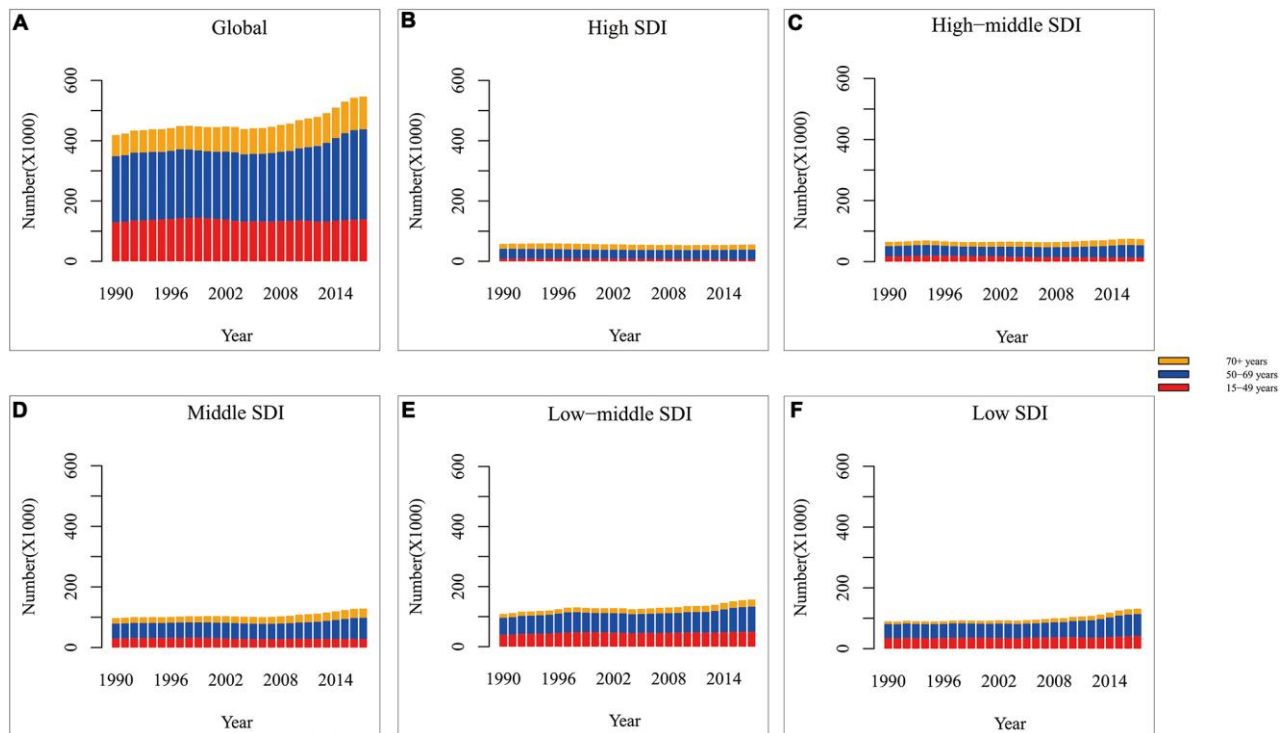 A
Global
Number(X1000)
600
400
200
0
1990 1996 2002 2008 2014
Year
B
High SDI
Number(X1000)
600
400
200
0
1990 1996 2002 2008 2014
Year
C
High−middle SDI
Number(X1000)
600
400
200
0
1990 1996 2002 2008 2014
Year
70+ years
50−69 years
15−49 years
D
Middle SDI
Number(X1000)
600
400
200
0
1990 1996 2002 2008 2014
Year
E
Low−middle SDI
Number(X1000)
600
400
200
0
1990 1996 2002 2008 2014
Year
F
Low SDI
Number(X1000)
600
400
200
0
1990 1996 2002 2008 2014
Year